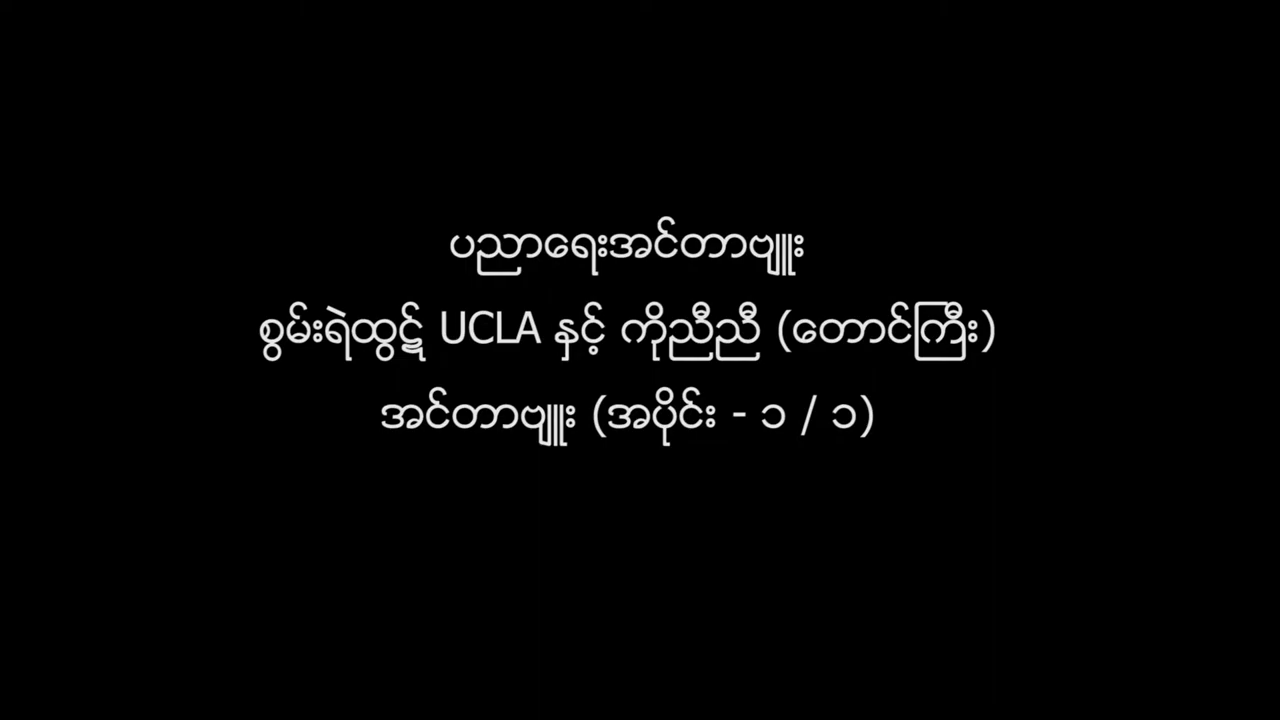 ပညာရေးအင်တာဗျူး
စွမ်းရဲထွဋ် UCLA နှင့် ကိုညီညီ (တောင်ကြီး)
အင်တာဗျူး (အပိုင်း - ၁ / ၁)